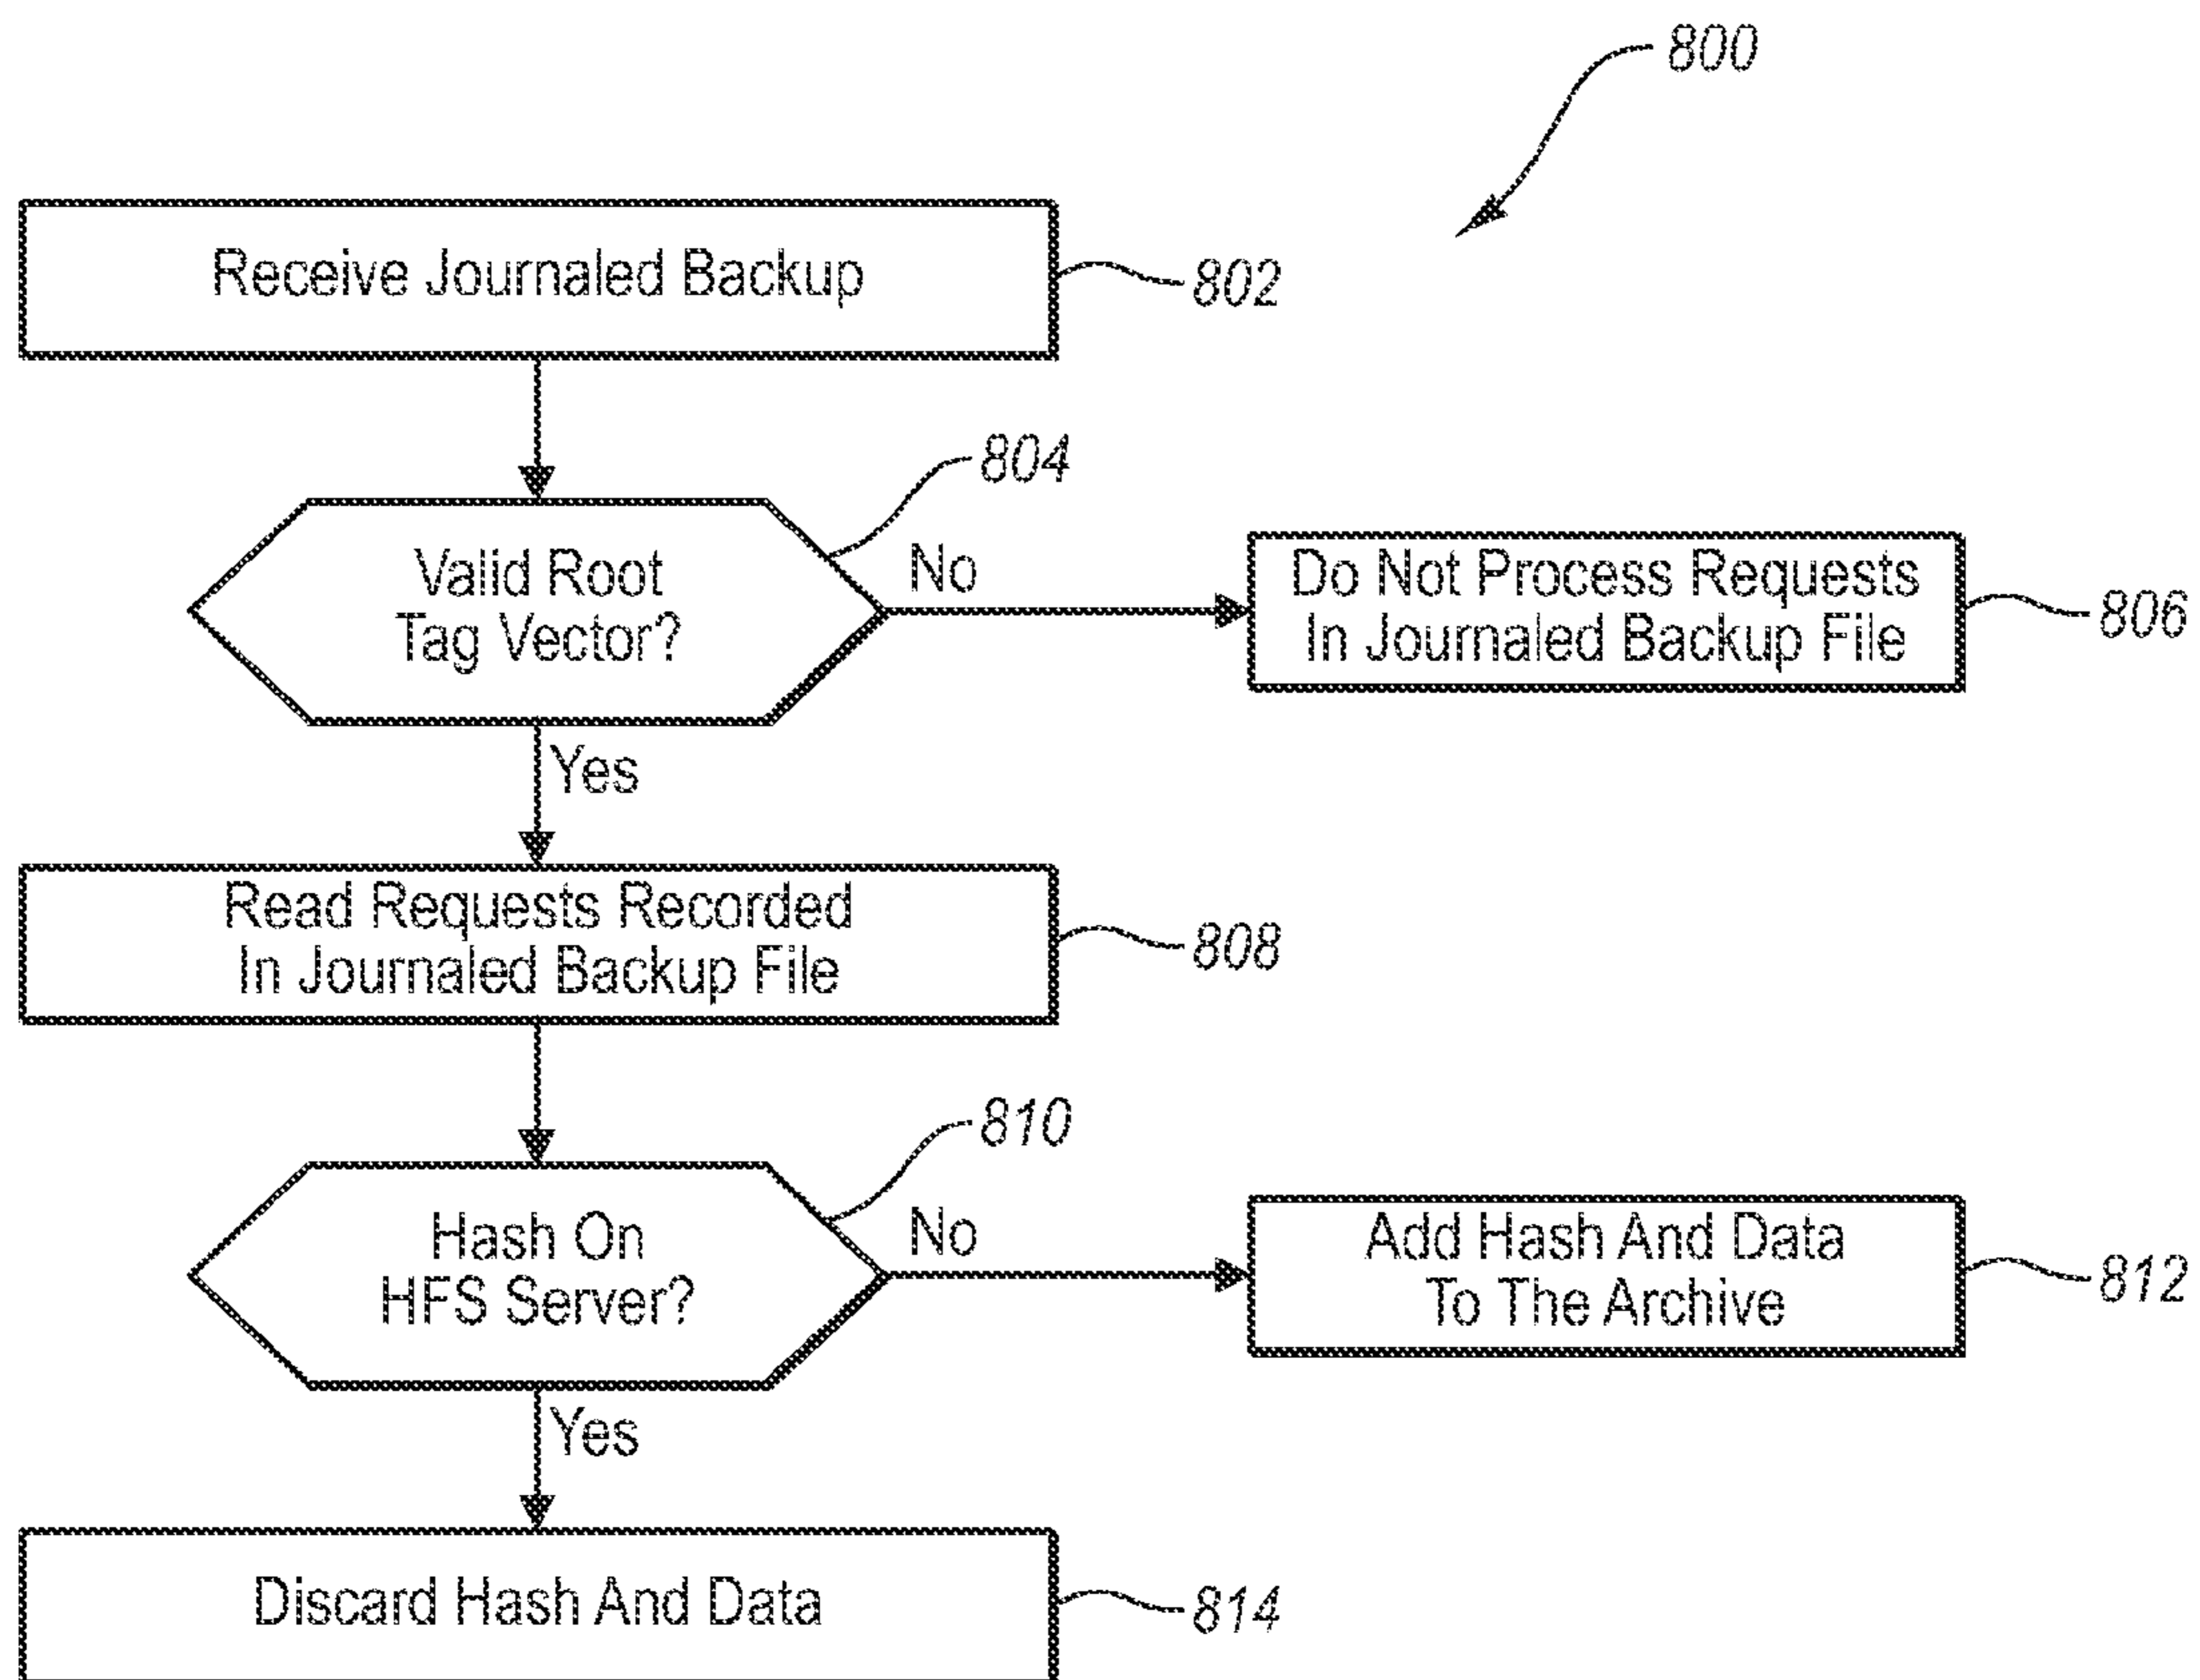 800
Receive Journaled Backup
802
804
Valid Root
Tag Vector?
No
Do Not Process Requests
In Journaled Backup File
806
Yes
Read Requests Recorded
In Journaled Backup File
808
810
Hash On
HFS Server?
No
Add Hash And Data
To The Archive
812
Yes
Discard Hash And Data
814